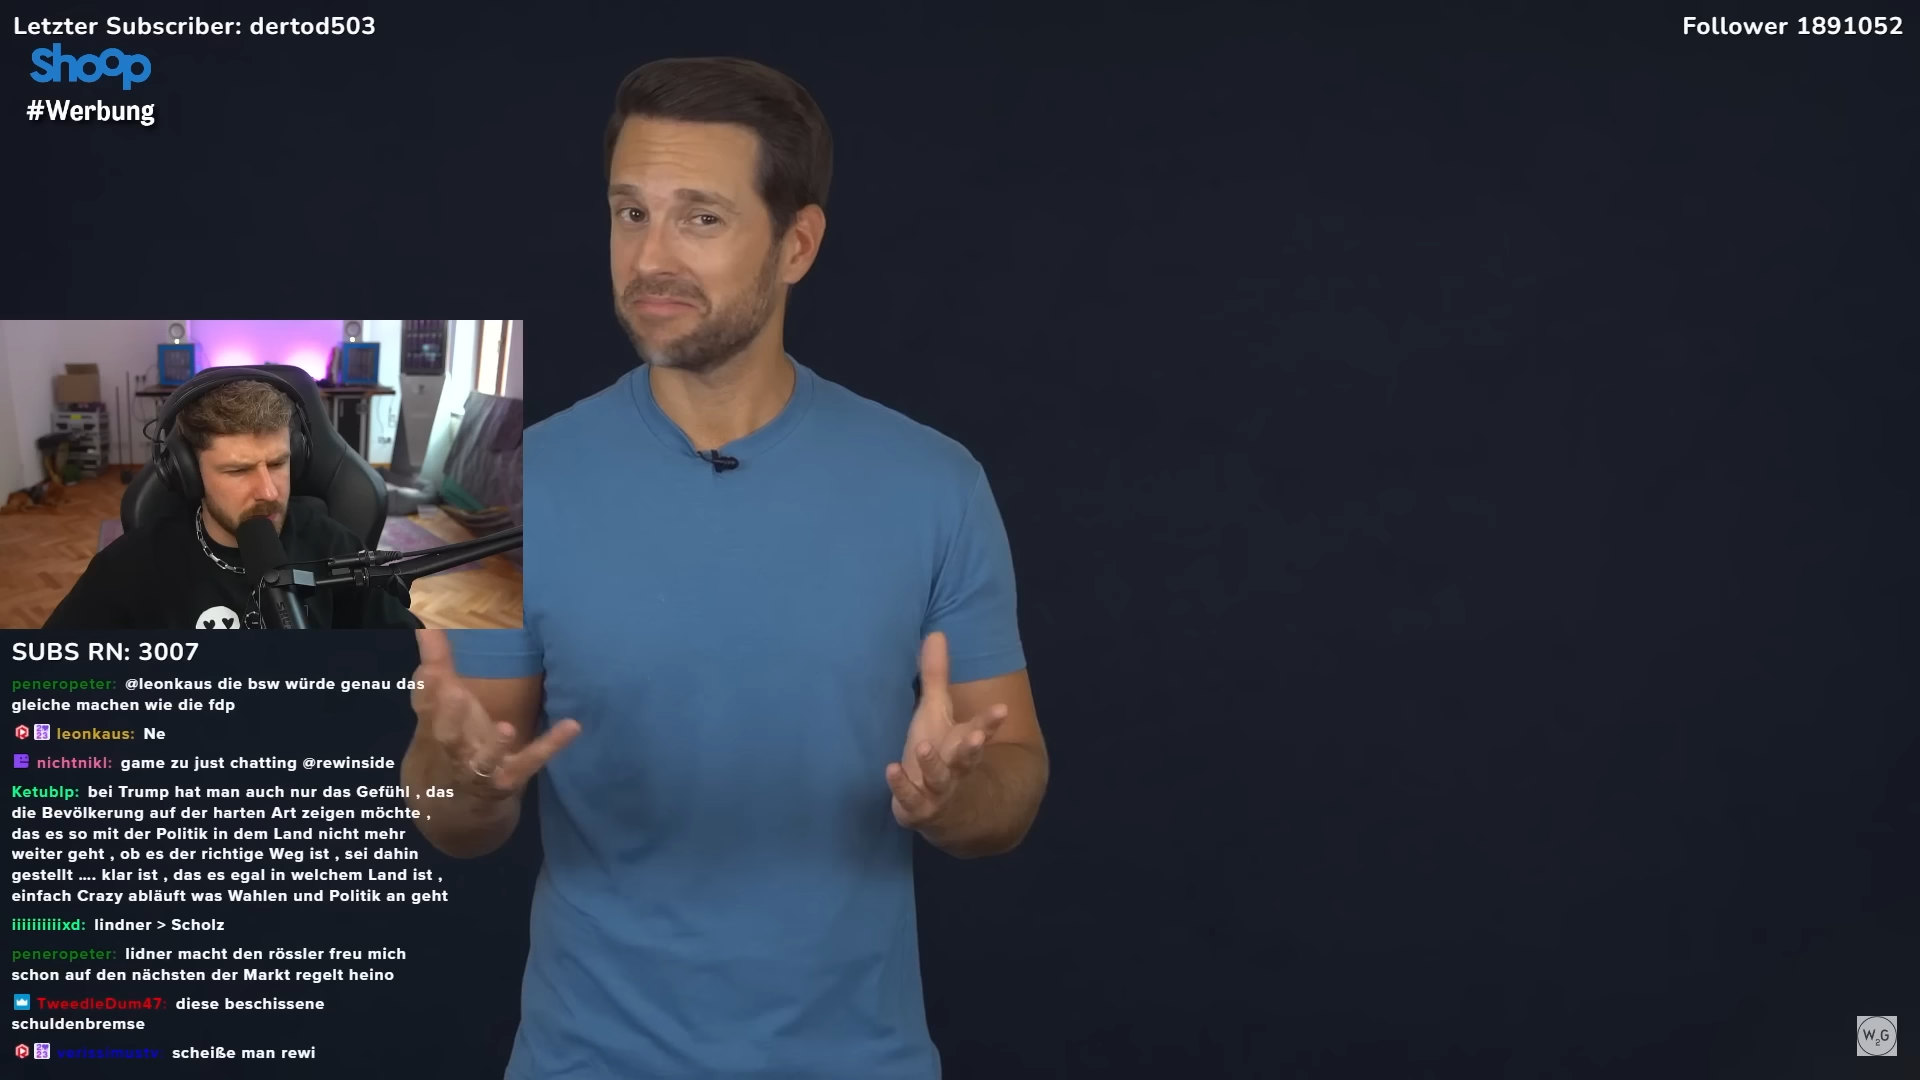 Letzter Subscriber: dertod503
Follower 1891052
shoop
#Werbung
SUBS RN: 3007
peneropeter: @leonkaus die bsw würde genau das
gleiche machen wie die fdp
leonkaus: Ne
nichtnikl: game zu just chatting @rewinside
Ketublp: bei Trump hat man auch nur das Gefühl , das
die Bevölkerung auf der harten Art zeigen möchte ,
das es so mit der Politik in dem Land nicht mehr
weiter geht , ob es der richtige Weg ist , sei dahin
gestellt .... klar ist , das es egal in welchem Land ist ,
einfach Crazy abläuft was Wahlen und Politik an geht
iiiiiiiiiixd: lindner > Scholz
peneropeter: lidner macht den rössler freu mich
schon auf den nächsten der Markt regelt heino
TweedleDum47: diese beschissene
schuldenbremse
scheiße man rewi
W2G